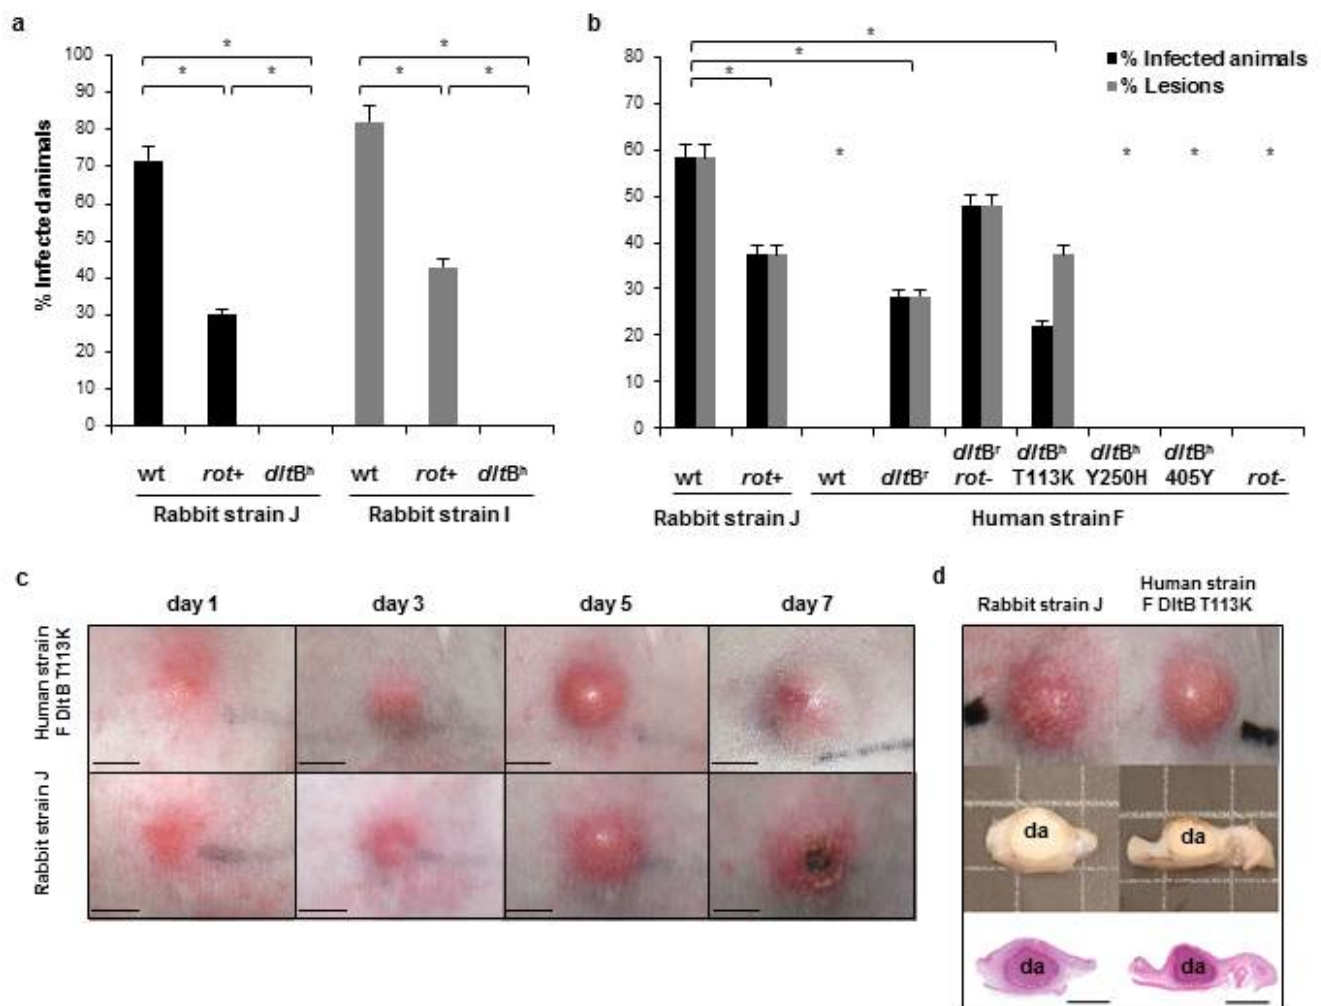 a
% Infected animals
100
90
80
70
60
50
40
30
20
10
0
* * *
* * *
wt rot+ dltBʰ wt rot+ dltBʰ
Rabbit strain J Rabbit strain I
b
% Infected animals
% Lesions
80
70
60
50
40
30
20
10
0
*
*
*
* * * *
wt rot+ wt dltBʳ dltBʳ rot- dltBʰ T113K dltBʰ Y250H dltBʰ 405Y rot-
Rabbit strain J Human strain F
c
day 1 day 3 day 5 day 7
Human strain
F DltB T113K
Rabbit strain J
d
Rabbit strain J
Human strain
F DltB T113K
da da
da da